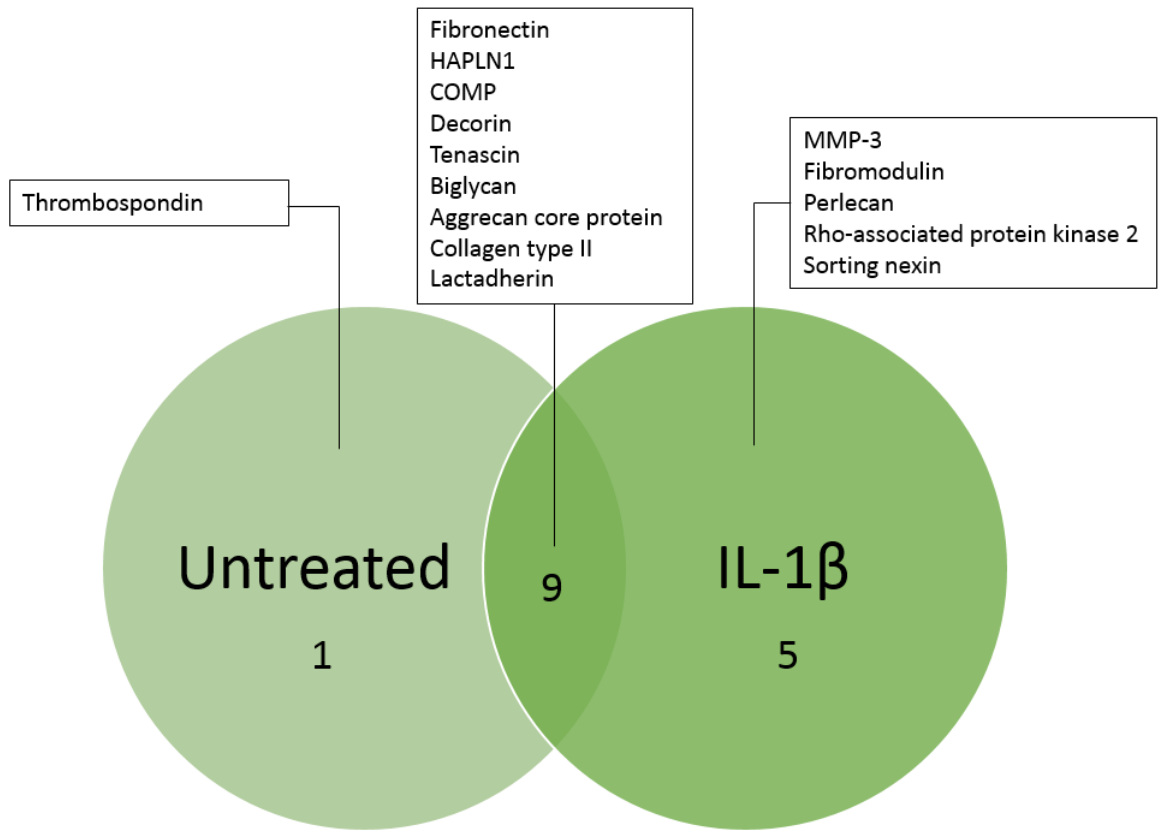 Fibronectin
HAPLN1
COMP
Decorin
Tenascin
Biglycan
Aggrecan core protein
Collagen type II
Lactadherin
MMP-3
Fibromodulin
Perlecan
Rho-associated protein kinase 2
Sorting nexin
Thrombospondin
Untreated
1
9
IL-1β
5